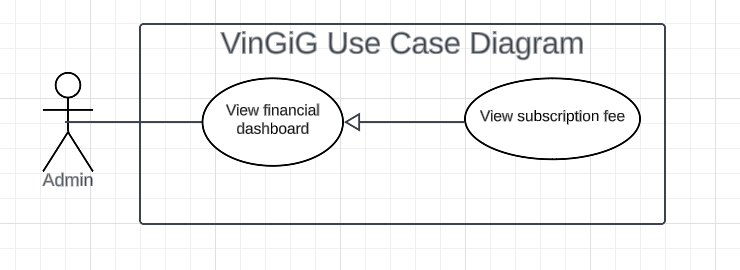 VinGiG Use Case Diagram
View financial
dashboard
View subscription fee
Admin